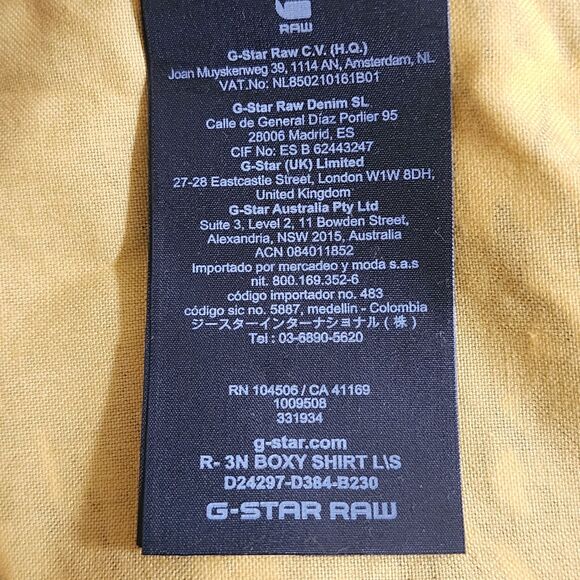 RAW
G-Star Raw C.V. (H.Q.)
Joan Muyskenweg 39, 1114 AN, Amsterdam, NL
VAT.No: NL850210161B01
G-Star Raw Denim SL
Calle de General Díaz Porlier 95
28006 Madrid, ES
CIF No: ES B 62443247
G-Star (UK) Limited
27-28 Eastcastle Street, London W1W 8DH,
United Kingdom
G-Star Australia Pty Ltd
Suite 3, Level 2, 11 Bowden Street,
Alexandria, NSW 2015, Australia
ACN 084011852
Importado por mercadeo y moda s.a.s
nit. 800.169.352-6
código importador no. 483
código sic no. 5887, medellin - Colombia
ジースターインターナショナル ( 株 )
Tel : 03-6890-5620
RN 104506 / CA 41169
1009508
331934
g-star.com
R- 3N BOXY SHIRT L\S
D24297-D384-B230
G-STAR RAW